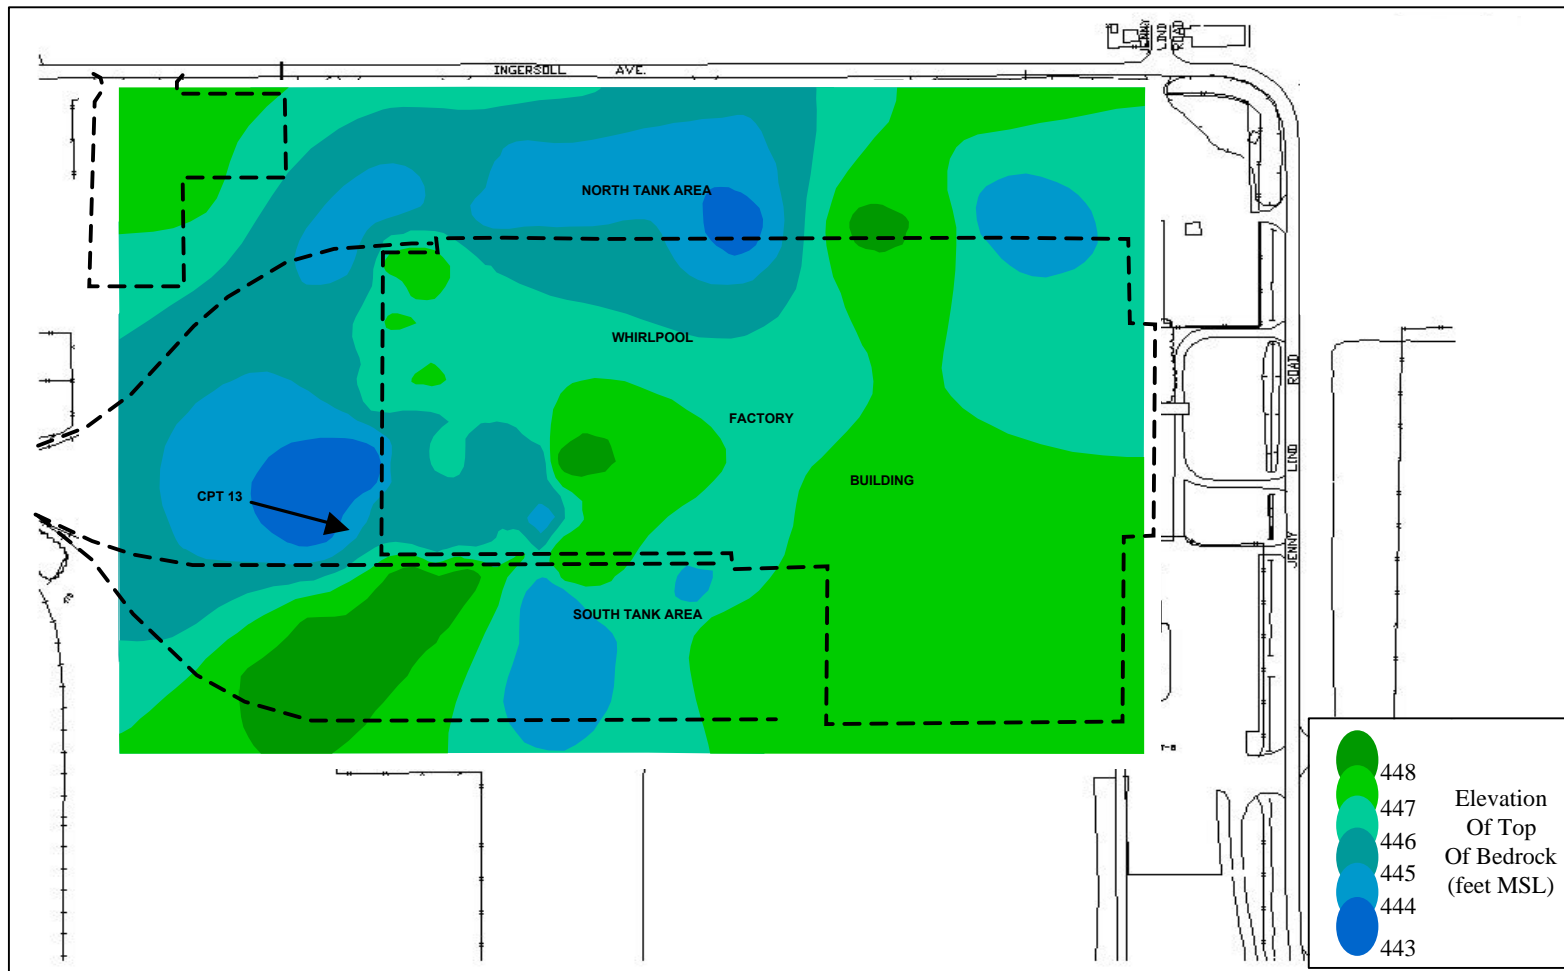 JENNY
LIND
ROAD
INGERSOLL AVE.
NORTH TANK AREA
WHIRLPOOL
FACTORY
BUILDING
CPT 13
SOUTH TANK AREA
JENNY LIND ROAD
T-8
448
447
446
445
444
443
Elevation
Of Top
Of Bedrock
(feet MSL)